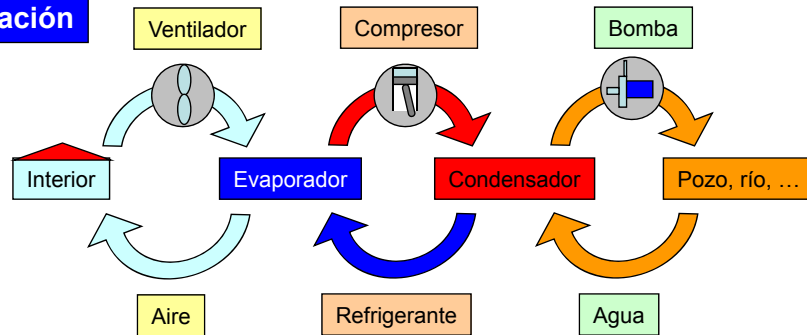 ación
Ventilador
Compresor
Bomba
Interior
Evaporador
Condensador
Pozo, río, …
Aire
Refrigerante
Agua